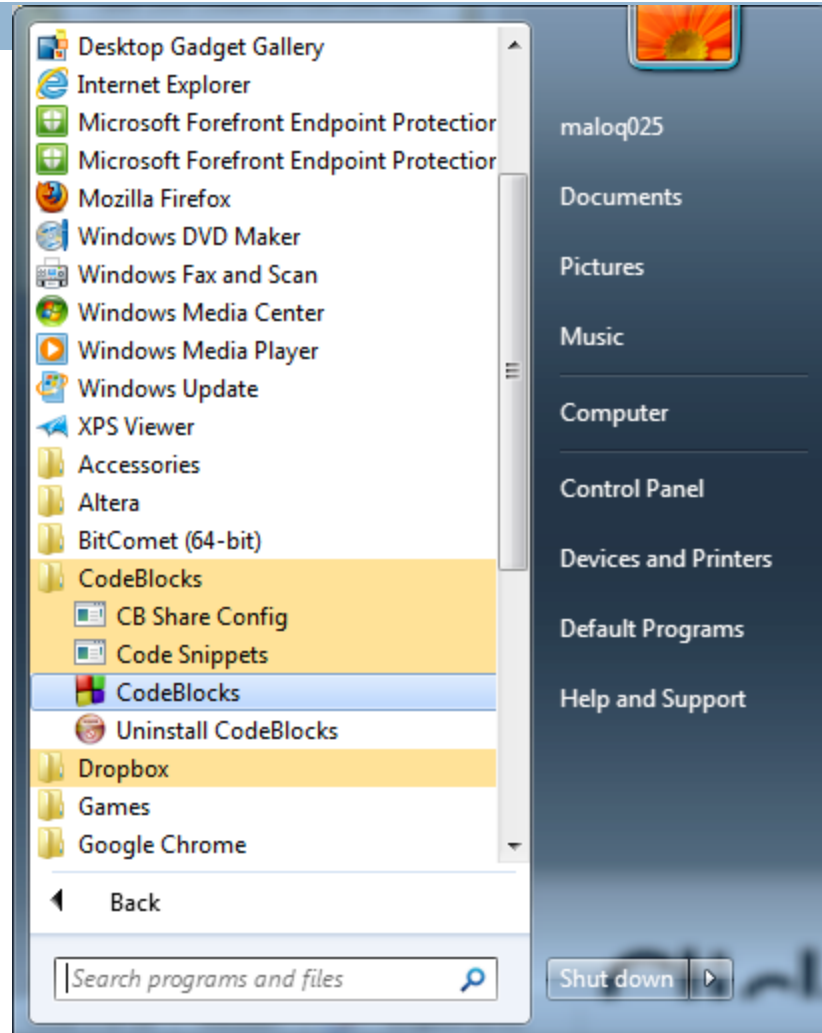 Desktop Gadget Gallery
Internet Explorer
Microsoft Forefront Endpoint Protection
Microsoft Forefront Endpoint Protection
Mozilla Firefox
Windows DVD Maker
Windows Fax and Scan
Windows Media Center
Windows Media Player
Windows Update
XPS Viewer
Accessories
Altera
BitComet (64-bit)
CodeBlocks
CB Share Config
Code Snippets
CodeBlocks
Uninstall CodeBlocks
Dropbox
Games
Google Chrome
Back
Search programs and files
maloq025
Documents
Pictures
Music
Computer
Control Panel
Devices and Printers
Default Programs
Help and Support
Shut down